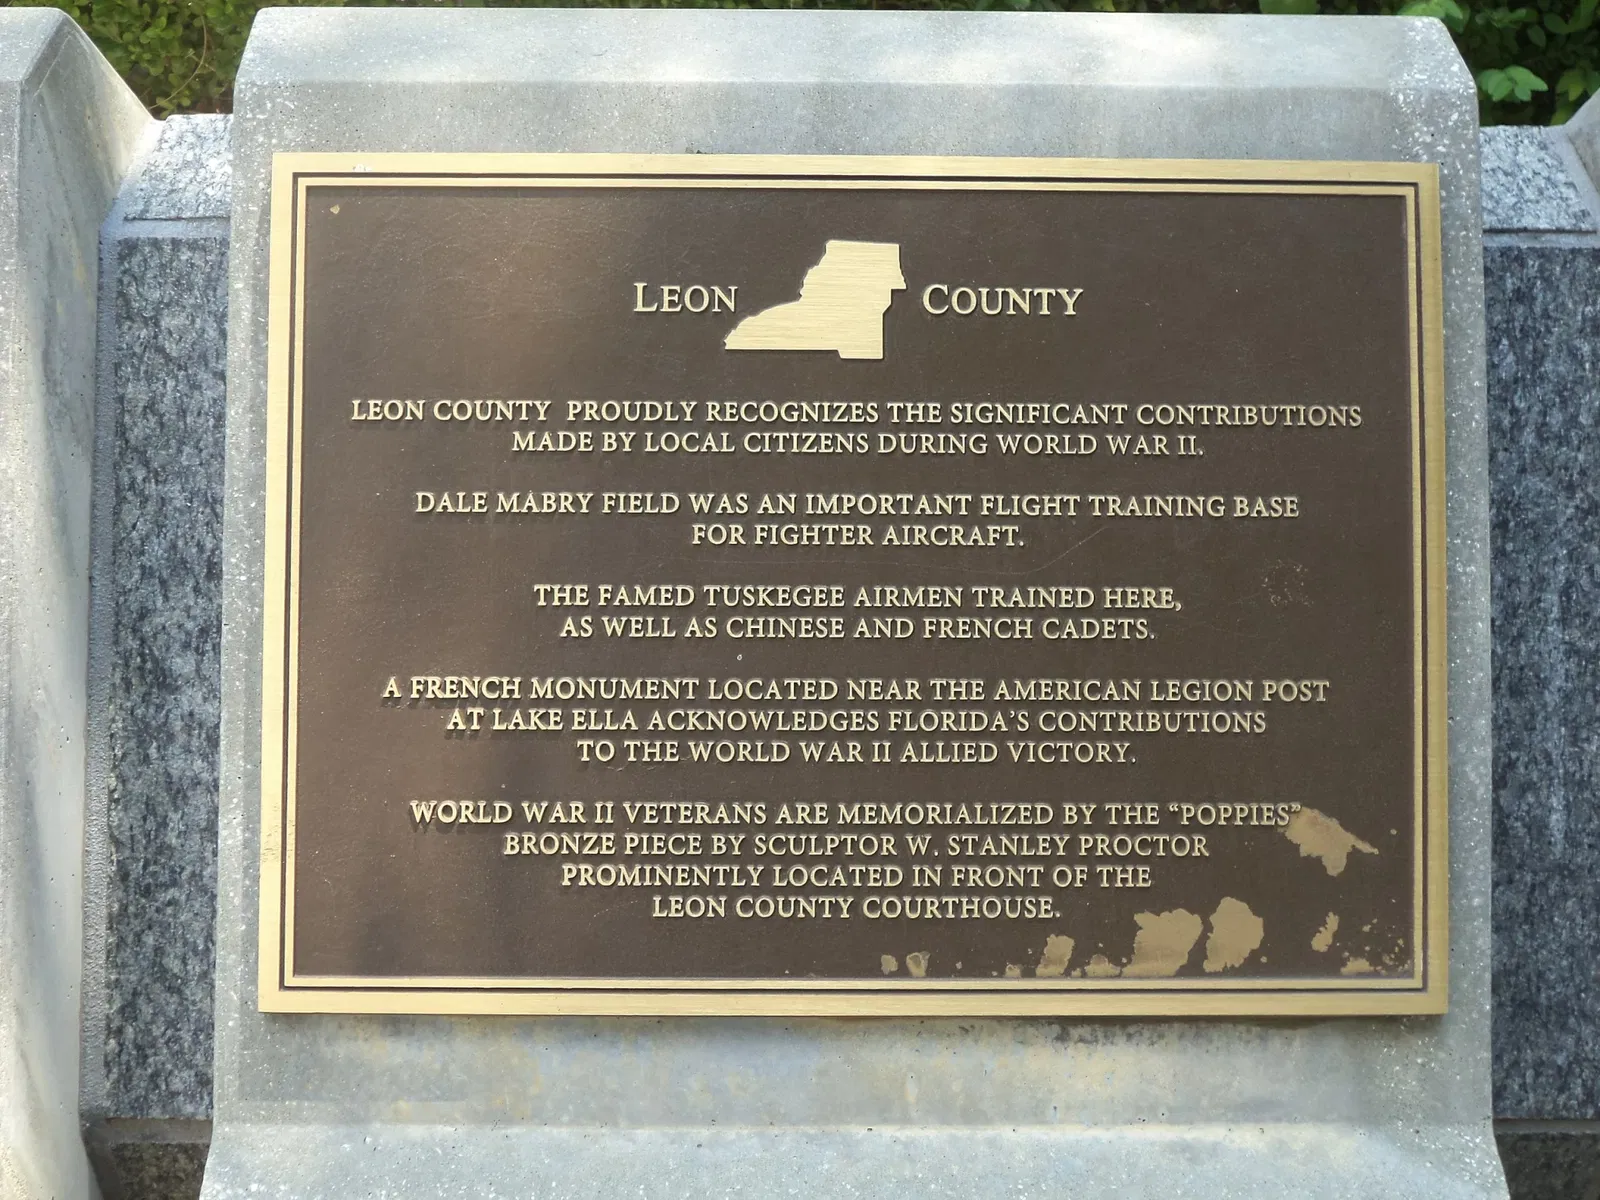 LEON COUNTY
LEON COUNTY PROUDLY RECOGNIZES THE SIGNIFICANT CONTRIBUTIONS
MADE BY LOCAL CITIZENS DURING WORLD WAR II.
DALE MABRY FIELD WAS AN IMPORTANT FLIGHT TRAINING BASE
FOR FIGHTER AIRCRAFT.
THE FAMED TUSKEGEE AIRMEN TRAINED HERE,
AS WELL AS CHINESE AND FRENCH CADETS.
A FRENCH MONUMENT LOCATED NEAR THE AMERICAN LEGION POST
AT LAKE ELLA ACKNOWLEDGES FLORIDA'S CONTRIBUTIONS
TO THE WORLD WAR II ALLIED VICTORY.
WORLD WAR II VETERANS ARE MEMORIALIZED BY THE “POPPIES”
BRONZE PIECE BY SCULPTOR W. STANLEY PROCTOR
PROMINENTLY LOCATED IN FRONT OF THE
LEON COUNTY COURTHOUSE.